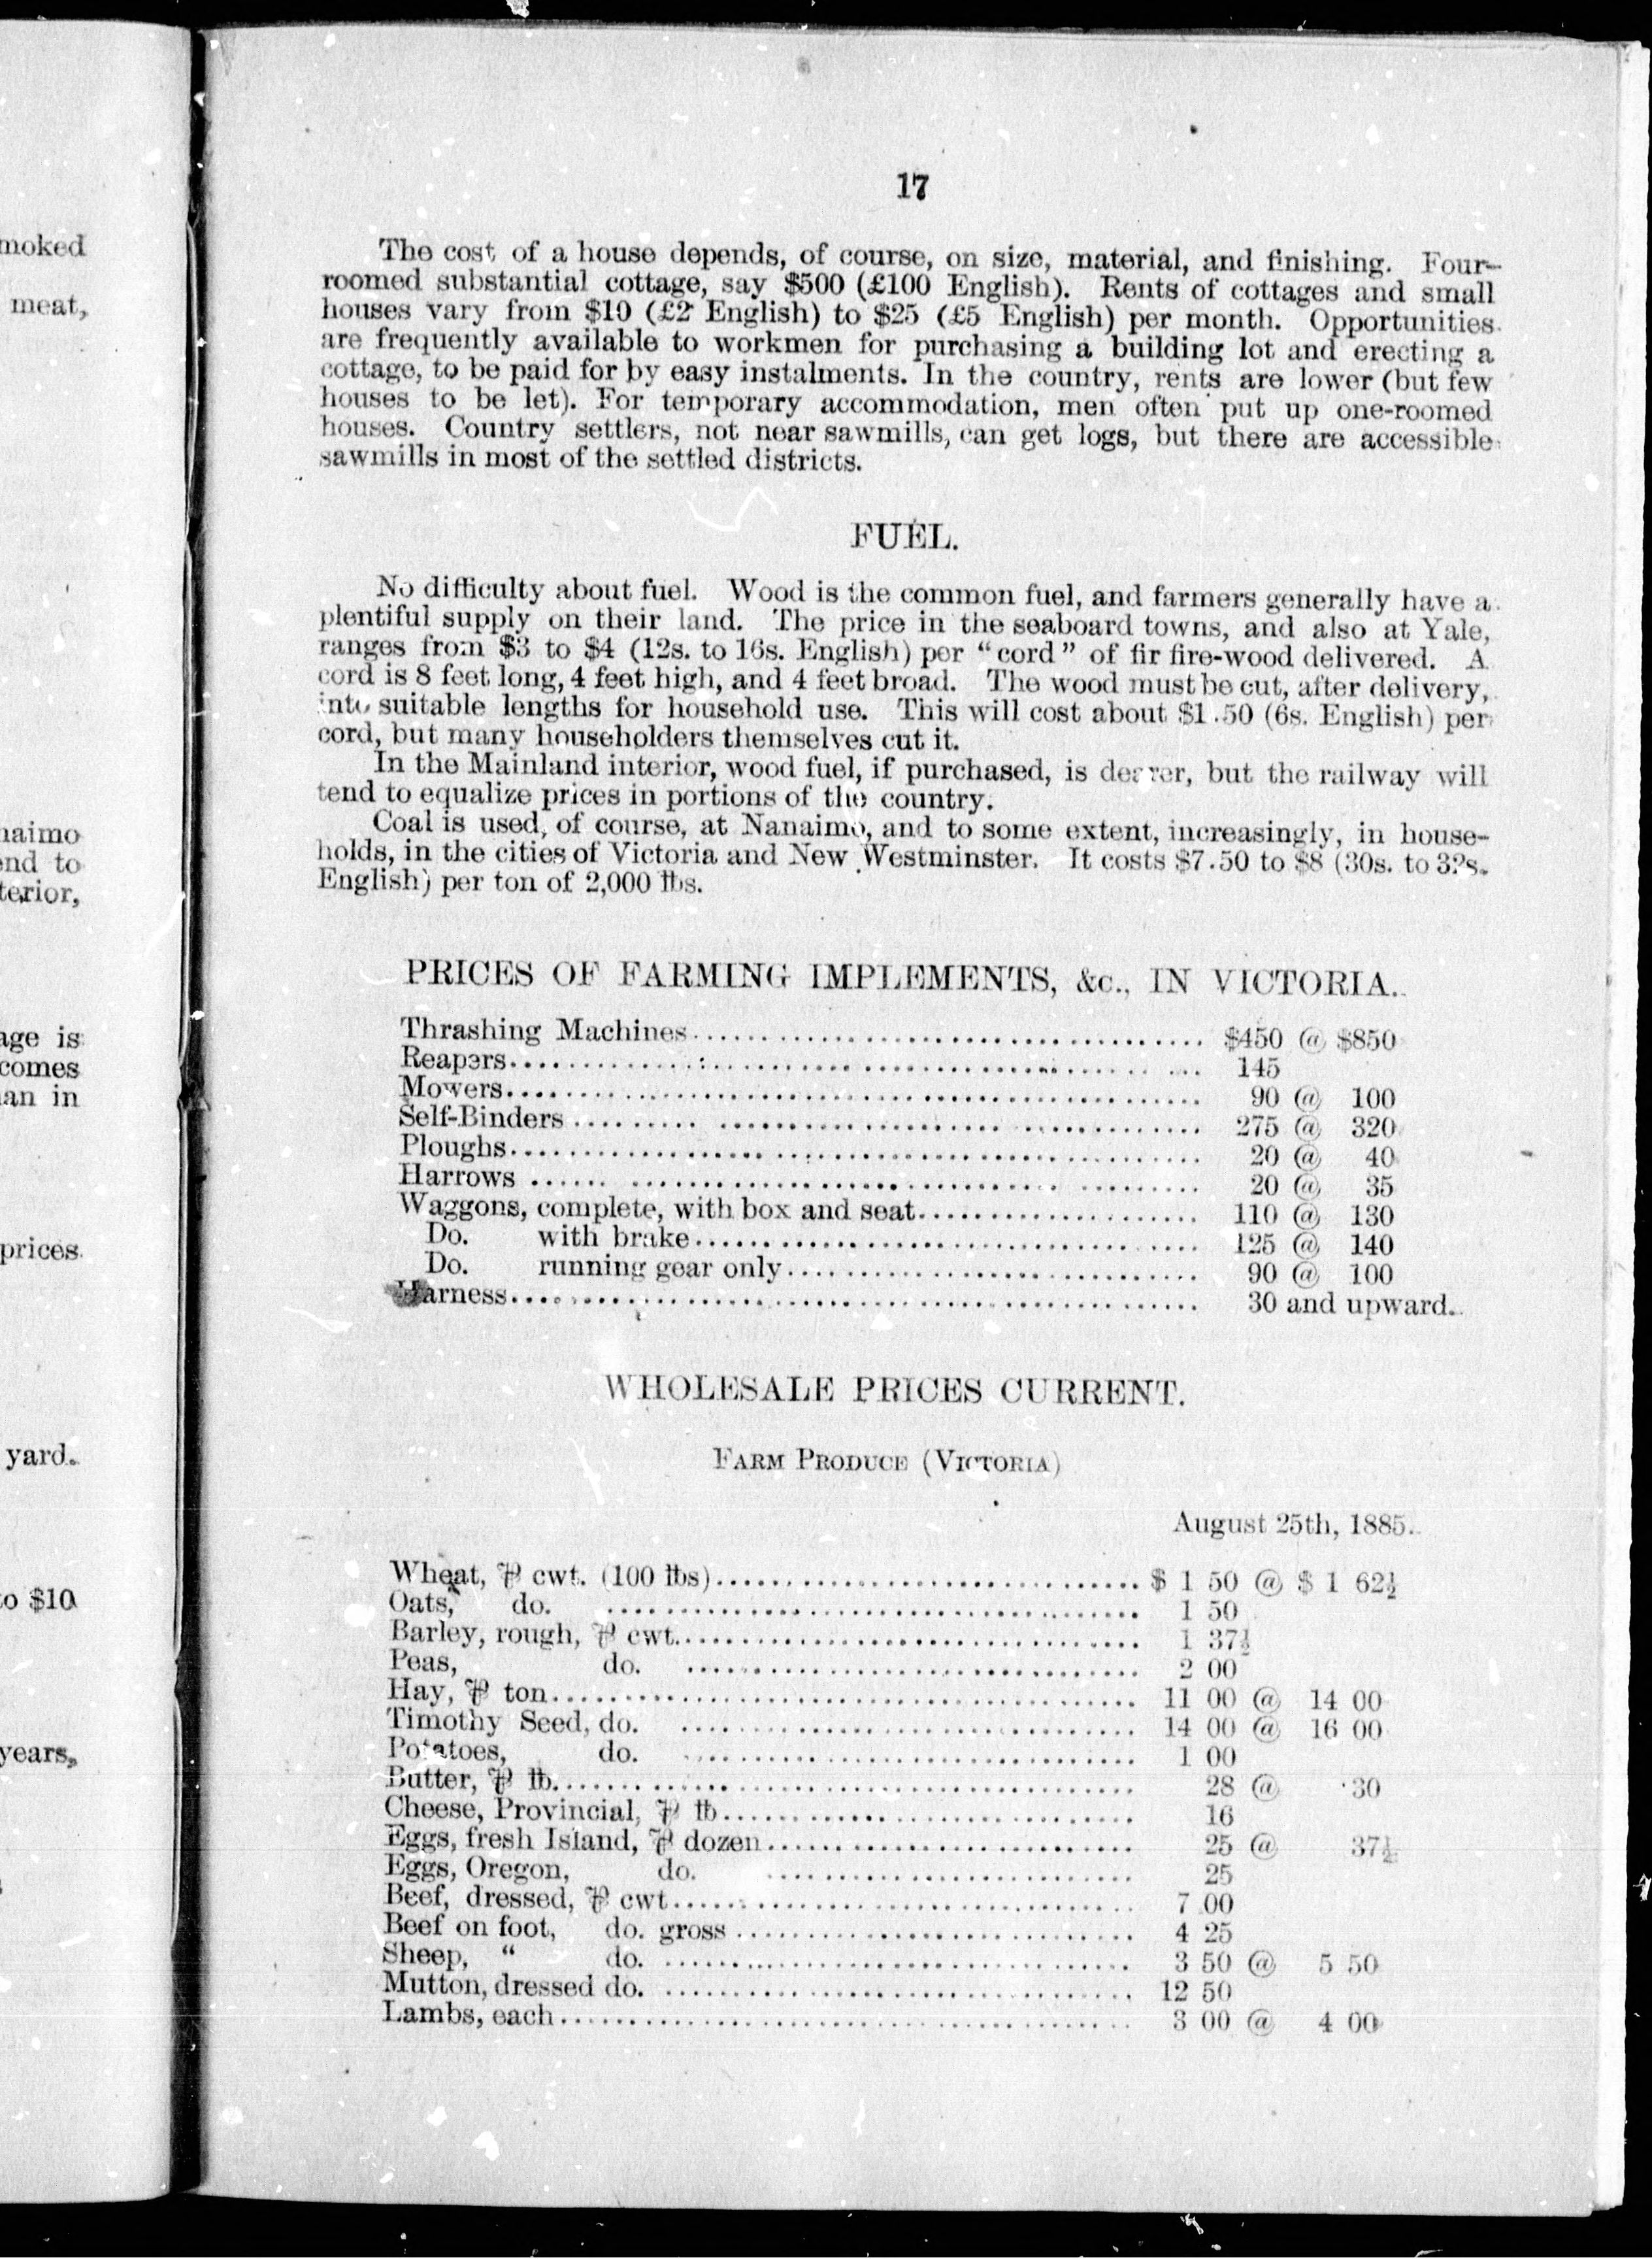 moked
meat,
naimo
end to
terior,
age is
comes
an in
prices
yard.
to $10
years,
17
The cost of a house depends, of course, on size, material, and finishing. Four-
roomed substantial cottage, say $500 (£100 English). Rents of cottages and small
houses vary from $10 (£2 English) to $25 (£5 English) per month. Opportunities
are frequently available to workmen for purchasing a building lot and erecting a
cottage, to be paid for by easy instalments. In the country, rents are lower (but few
houses to be let). For temporary accommodation, men often put up one-roomed
houses. Country settlers, not near sawmills, can get logs, but there are accessible
sawmills in most of the settled districts.
FUEL.
No difficulty about fuel. Wood is the common fuel, and farmers generally have a
plentiful supply on their land. The price in the seaboard towns, and also at Yale,
ranges from $3 to $4 (12s. to 16s. English) per "cord" of fir fire-wood delivered. A
cord is 8 feet long, 4 feet high, and 4 feet broad. The wood must be cut, after delivery,
into suitable lengths for household use. This will cost about $1.50 (6s. English) per
cord, but many householders themselves cut it.
In the Mainland interior, wood fuel, if purchased, is dearer, but the railway will
tend to equalize prices in portions of the country.
Coal is used, of course, at Nanaimo, and to some extent, increasingly, in house-
holds, in the cities of Victoria and New Westminster. It costs $7.50 to $8 (30s. to 32s.
English) per ton of 2,000 lbs.
PRICES OF FARMING IMPLEMENTS, &c., IN VICTORIA.
Thrashing Machines........ $450 @ $850
Reapers........ 145
Mowers........ 90 @ 100
Self-Binders........ 275 @ 320
Ploughs........ 20 @ 40
Harrows........ 20 @ 35
Waggons, complete, with box and seat........ 110 @ 130
Do. with brake........ 125 @ 140
Do. running gear only........ 90 @ 100
Harness........ 30 and upward.
WHOLESALE PRICES CURRENT.
FARM PRODUCE (VICTORIA)
August 25th, 1885.
Wheat, ⅌ cwt. (100 lbs)........ $ 1 50 @ $ 1 62½
Oats, do. ........ 1 50
Barley, rough, ⅌ cwt........ 1 37½
Peas, do. ........ 2 00
Hay, ⅌ ton........ 11 00 @ 14 00
Timothy Seed, do. ........ 14 00 @ 16 00
Potatoes, do. ........ 1 00
Butter, ⅌ lb........ 28 @ 30
Cheese, Provincial, ⅌ lb........ 16
Eggs, fresh Island, ⅌ dozen........ 25 @ 37½
Eggs, Oregon, do. ........ 25
Beef, dressed, ⅌ cwt........ 7 00
Beef on foot, do. gross........ 4 25
Sheep, " do. ........ 3 50 @ 5 50
Mutton, dressed do. ........ 12 50
Lambs, each........ 3 00 @ 4 00